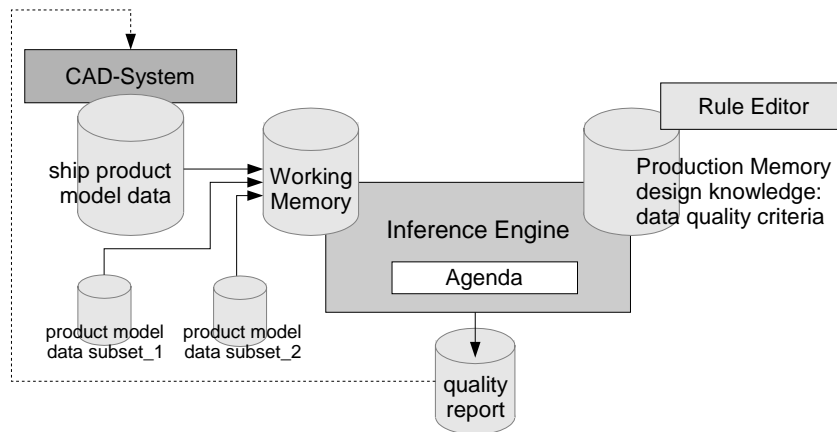 CAD-System
Rule Editor
ship product
model data
Working
Memory
Production Memory
design knowledge:
data quality criteria
Inference Engine
Agenda
product model
data subset_1
product model
data subset_2
quality
report